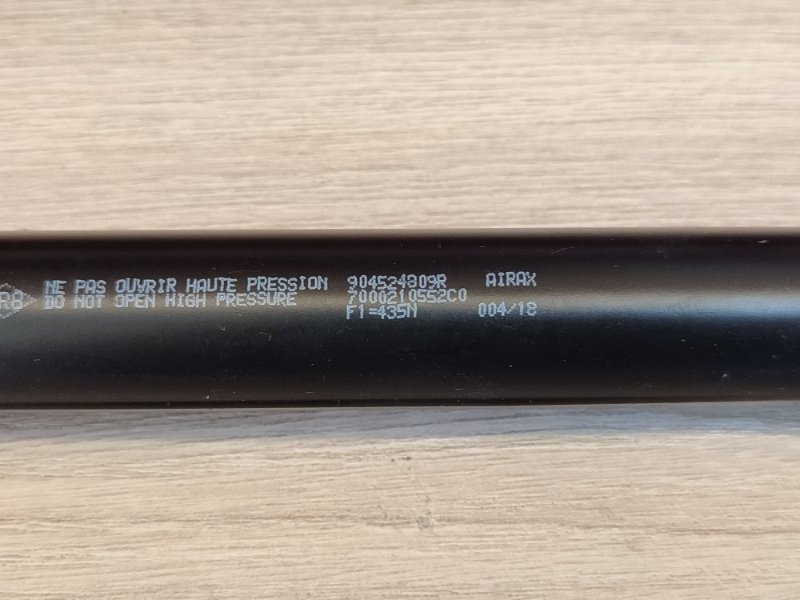 NE PAS OUVRIR HAUTE PRESSION 904524809R AIRAX
DO NOT OPEN HIGH PRESSURE 7000210552C0
F1=435N 004/18